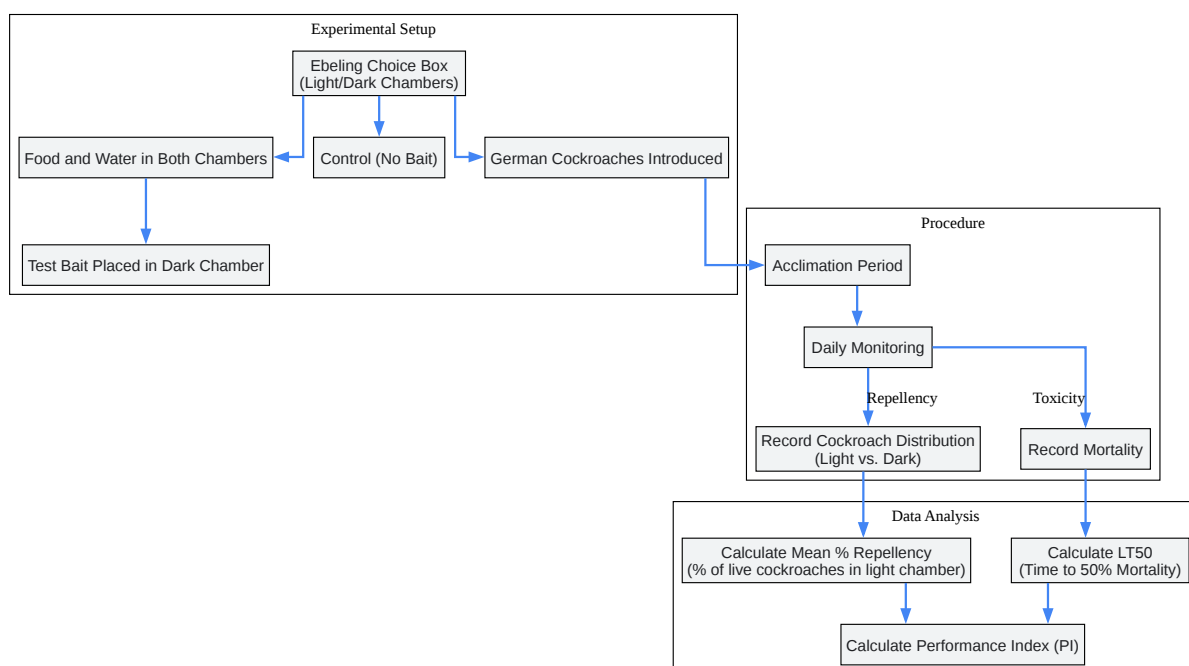 Experimental Setup
Ebeling Choice Box
(Light/Dark Chambers)
Food and Water in Both Chambers
Control (No Bait)
German Cockroaches Introduced
Test Bait Placed in Dark Chamber
Procedure
Acclimation Period
Daily Monitoring
Repellency
Toxicity
Record Cockroach Distribution
(Light vs. Dark)
Record Mortality
Data Analysis
Calculate Mean % Repellency
(% of live cockroaches in light chamber)
Calculate LT50
(Time to 50% Mortality)
Calculate Performance Index (PI)